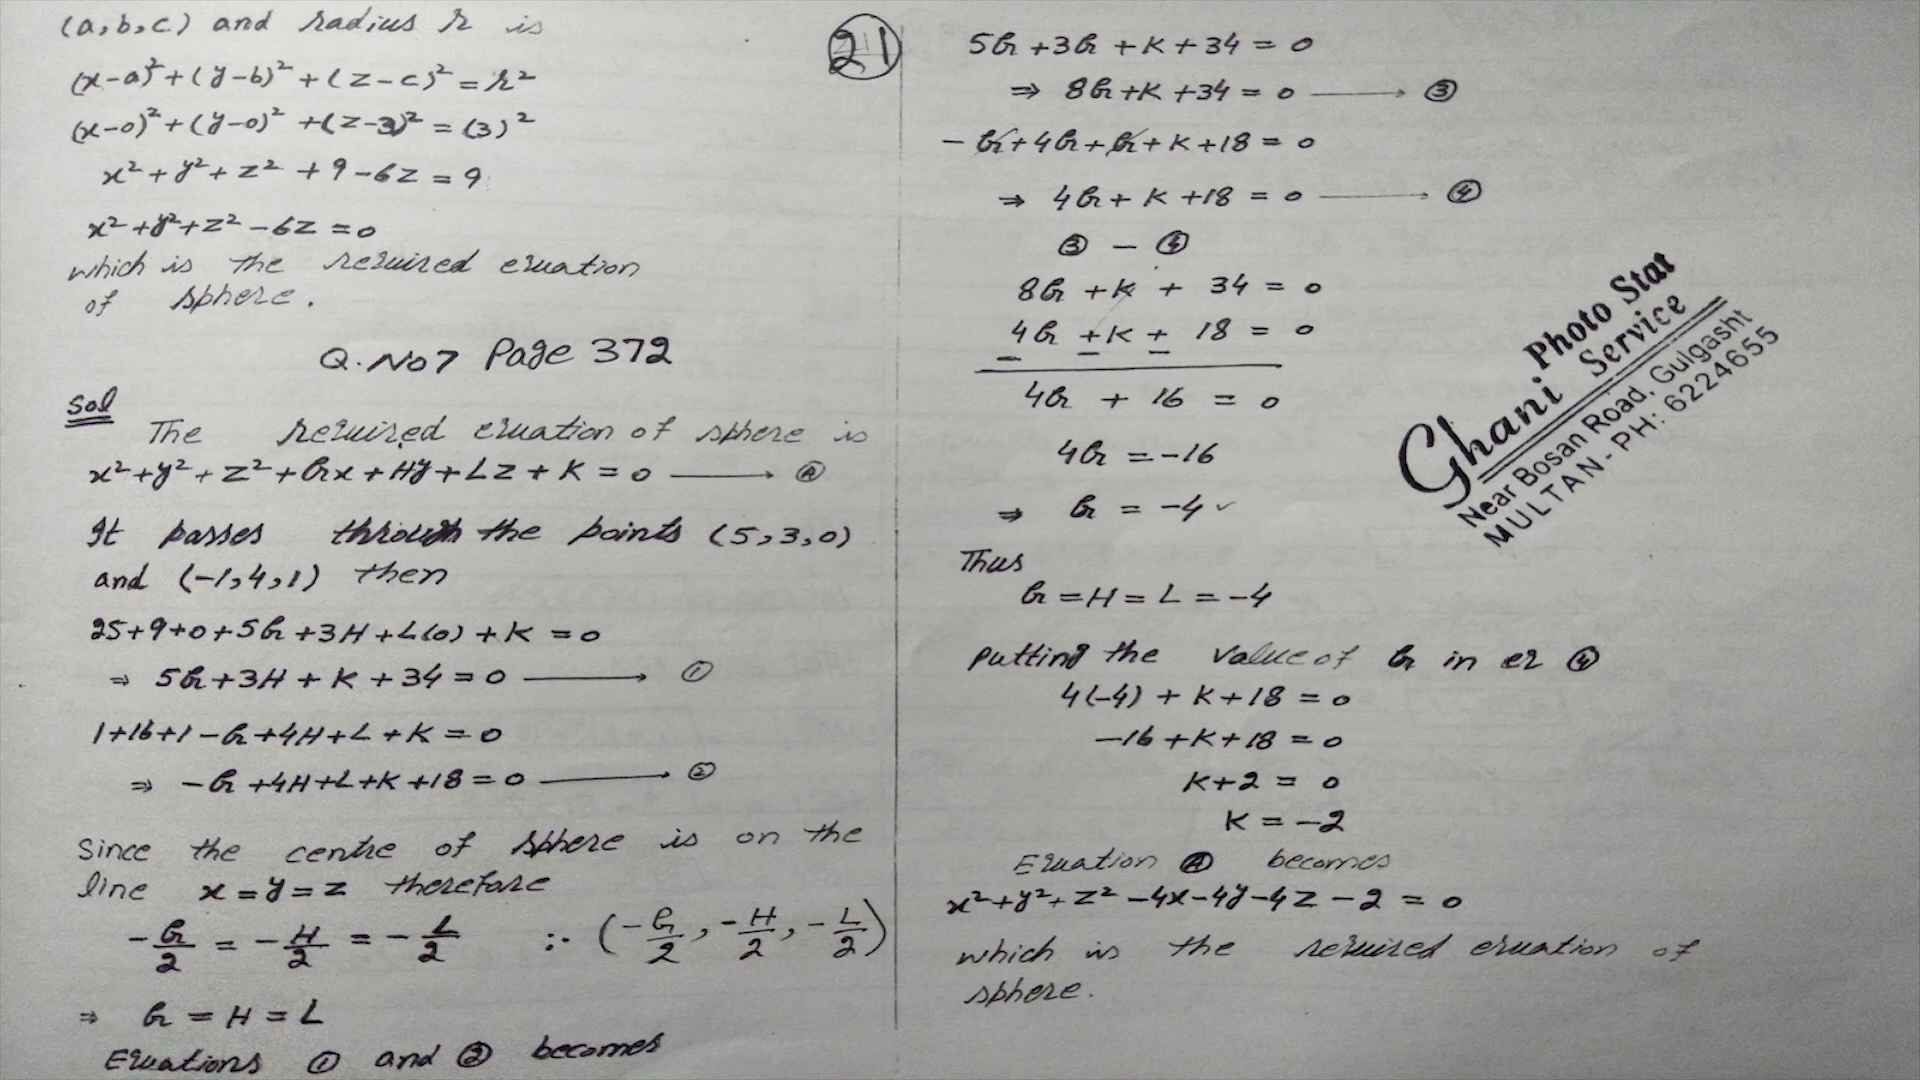 (a,b,c) and radius r is
(x-a)²+(y-b)²+(z-c)²=r²
(x-0)²+(y-0)²+(z-3)²=(3)²
x²+y²+z²+9-6z=9
x²+y²+z²-6z=0
which is the required equation
of sphere.
Q.No7 Page 372
Sol
The required equation of sphere is
x²+y²+z²+Gx+Hy+Lz+K=0 → Ⓐ
It passes through the points (5,3,0)
and (-1,4,1) then
25+9+0+5G+3H+L(0)+K=0
⇒ 5G+3H+K+34=0 → ①
1+16+1-G+4H+L+K=0
⇒ -G+4H+L+K+18=0 → ②
Since the centre of sphere is on the
line x=y=z therefore
-G/2 = -H/2 = -L/2 ∵ (-G/2, -H/2, -L/2)
⇒ G=H=L
Equations ① and ② becomes
21
5G+3G+K+34=0
⇒ 8G+K+34=0 → ③
-G+4G+G+K+18=0
⇒ 4G+K+18=0 → ④
③ - ④
8G+K+34=0
4G+K+18=0
- - -
4G+16=0
4G=-16
⇒ G=-4 ✓
Thus
G=H=L=-4
Putting the value of G in eq ④
4(-4)+K+18=0
-16+K+18=0
K+2=0
K=-2
Equation Ⓐ becomes
x²+y²+z²-4x-4y-4z-2=0
which is the required equation of
sphere.
Ghani Photo Stat
Service
Near Bosan Road, Gulgasht
MULTAN-PH: 6224655